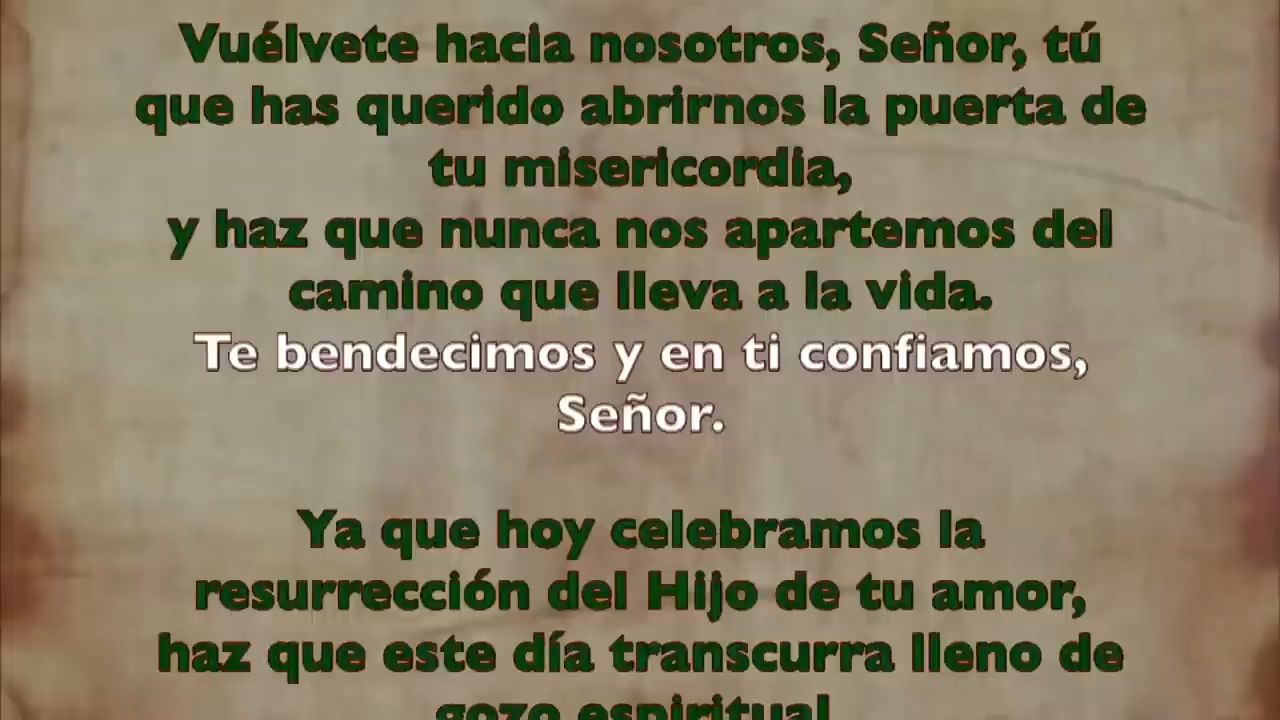 Vuélvete hacia nosotros, Señor, tú
que has querido abrirnos la puerta de
tu misericordia,
y haz que nunca nos apartemos del
camino que lleva a la vida.
Te bendecimos y en ti confiamos,
Señor.
Ya que hoy celebramos la
resurrección del Hijo de tu amor,
haz que este día transcurra lleno de
gozo espiritual